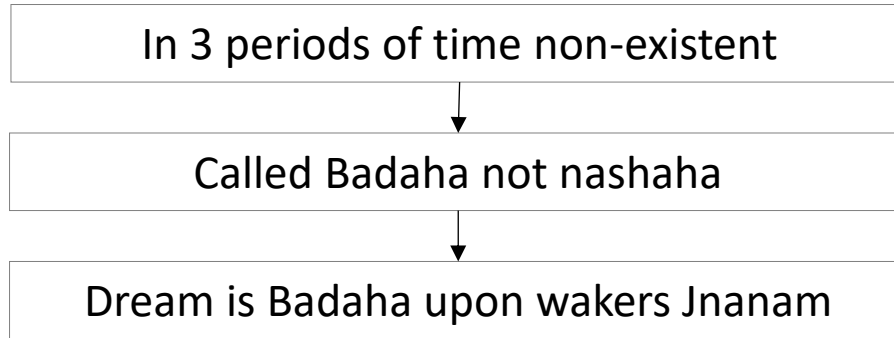 In 3 periods of time non-existent
Called Badaha not nashaha
Dream is Badaha upon wakers Jnanam